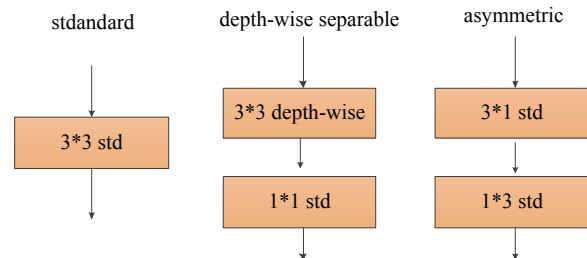 stdandard
depth-wise separable
asymmetric
3*3 std
3*3 depth-wise
1*1 std
3*1 std
1*3 std